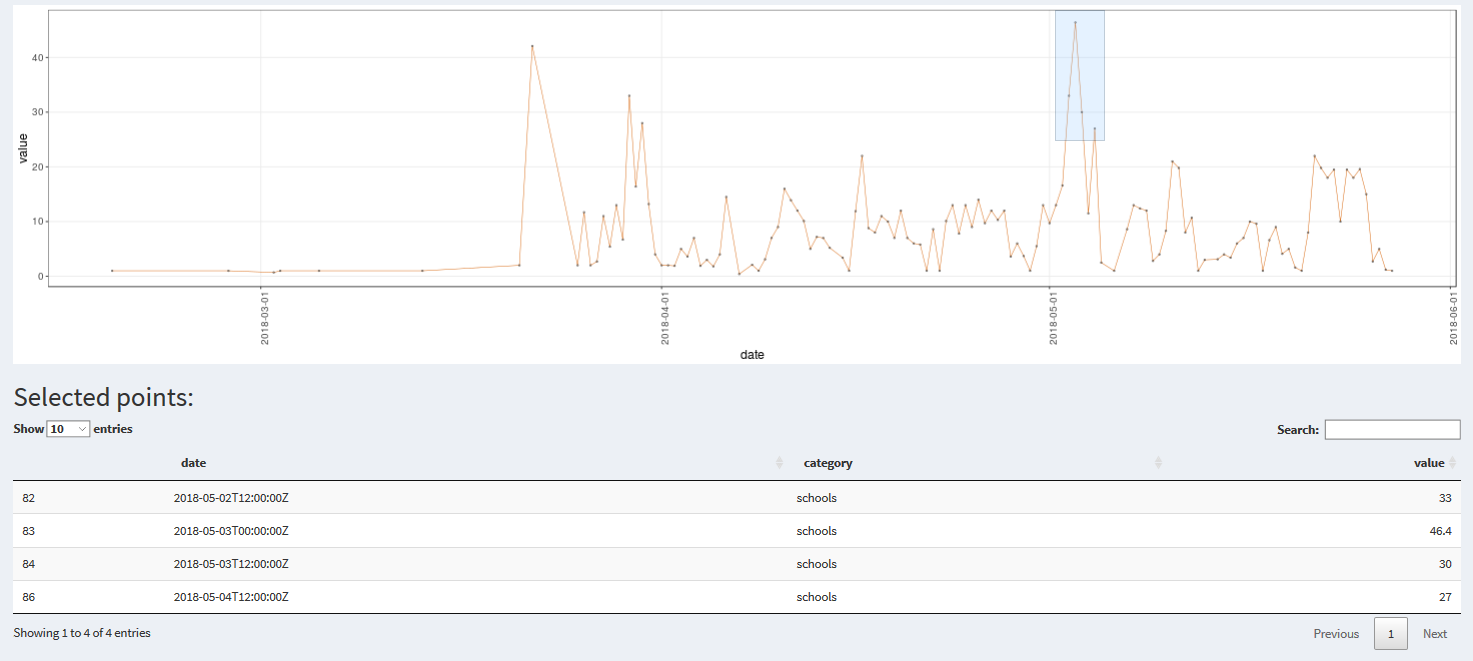 40
30
20
10
0
value
2018-03-01
2018-04-01
2018-05-01
2018-06-01
date
Selected points:
Show 10 entries
Search:
date category value
82 2018-05-02T12:00:00Z schools 33
83 2018-05-03T00:00:00Z schools 46.4
84 2018-05-03T12:00:00Z schools 30
86 2018-05-04T12:00:00Z schools 27
Showing 1 to 4 of 4 entries
Previous 1 Next